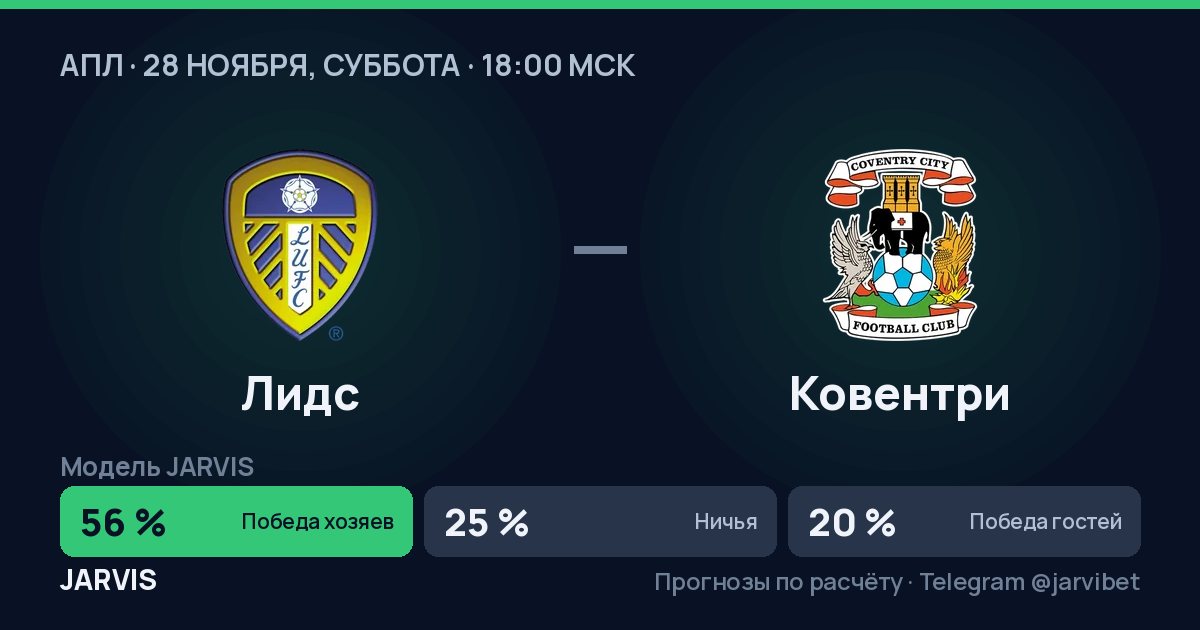 АПЛ · 28 НОЯБРЯ, СУББОТА · 18:00 МСК
LUFC
®
COVENTRY CITY
FOOTBALL CLUB
Лидс
Ковентри
Модель JARVIS
56 % Победа хозяев
25 % Ничья
20 % Победа гостей
JARVIS
Прогнозы по расчёту · Telegram @jarvibet